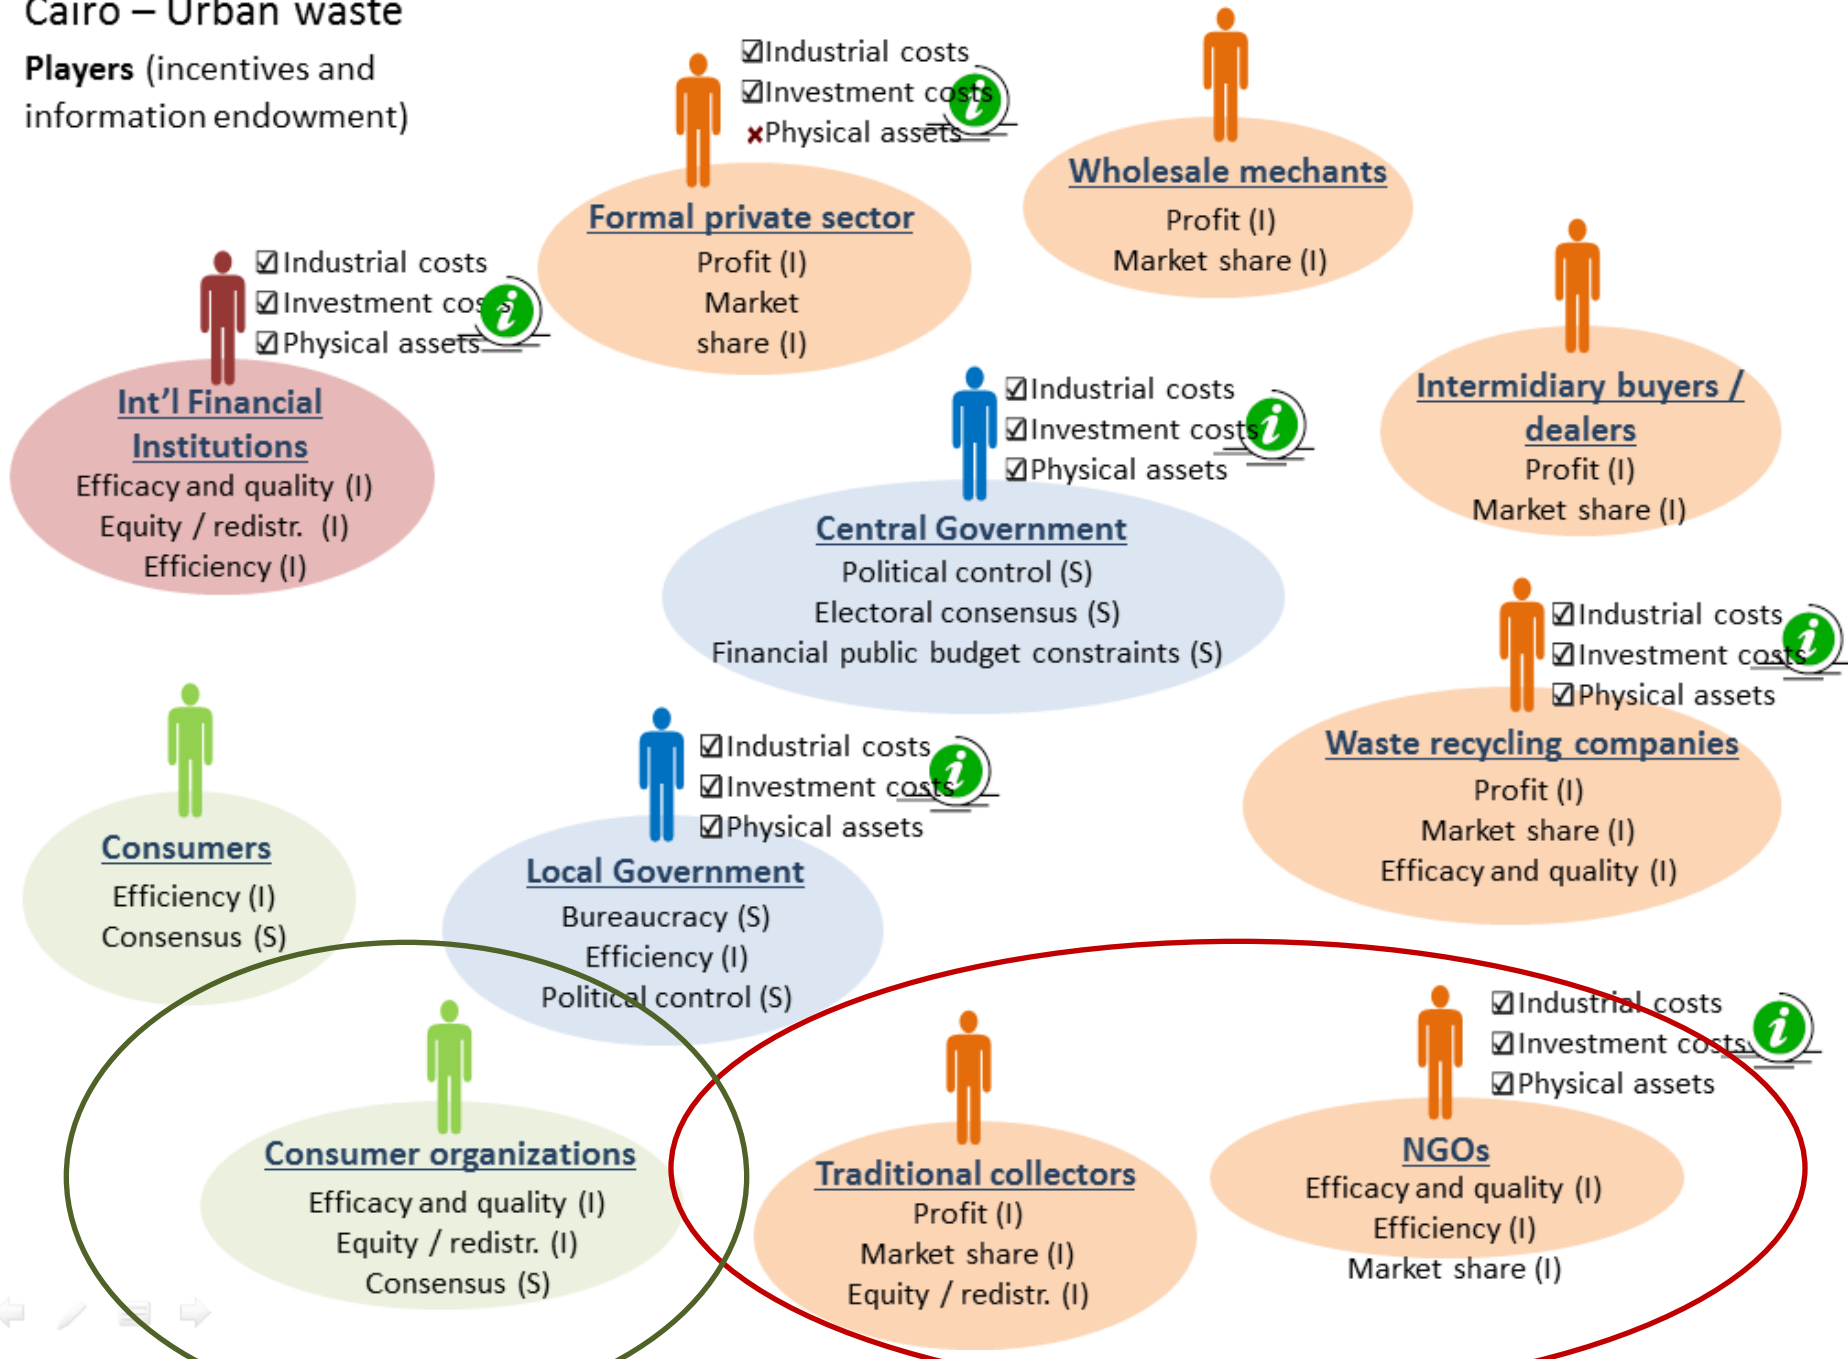 Cairo – Urban waste
Players (incentives and
information endowment)
☑Industrial costs
☑Investment costs
×Physical assets
Formal private sector
Profit (I)
Market
share (I)
Wholesale mechants
Profit (I)
Market share (I)
☑Industrial costs
☑Investment costs
☑Physical assets
Int’l Financial
Institutions
Efficacy and quality (I)
Equity / redistr. (I)
Efficiency (I)
Intermidiary buyers /
dealers
Profit (I)
Market share (I)
☑Industrial costs
☑Investment costs
☑Physical assets
Central Government
Political control (S)
Electoral consensus (S)
Financial public budget constraints (S)
☑Industrial costs
☑Investment costs
☑Physical assets
Waste recycling companies
Profit (I)
Market share (I)
Efficacy and quality (I)
Consumers
Efficiency (I)
Consensus (S)
☑Industrial costs
☑Investment costs
☑Physical assets
Local Government
Bureaucracy (S)
Efficiency (I)
Political control (S)
Consumer organizations
Efficacy and quality (I)
Equity / redistr. (I)
Consensus (S)
Traditional collectors
Profit (I)
Market share (I)
Equity / redistr. (I)
☑Industrial costs
☑Investment costs
☑Physical assets
NGOs
Efficacy and quality (I)
Efficiency (I)
Market share (I)